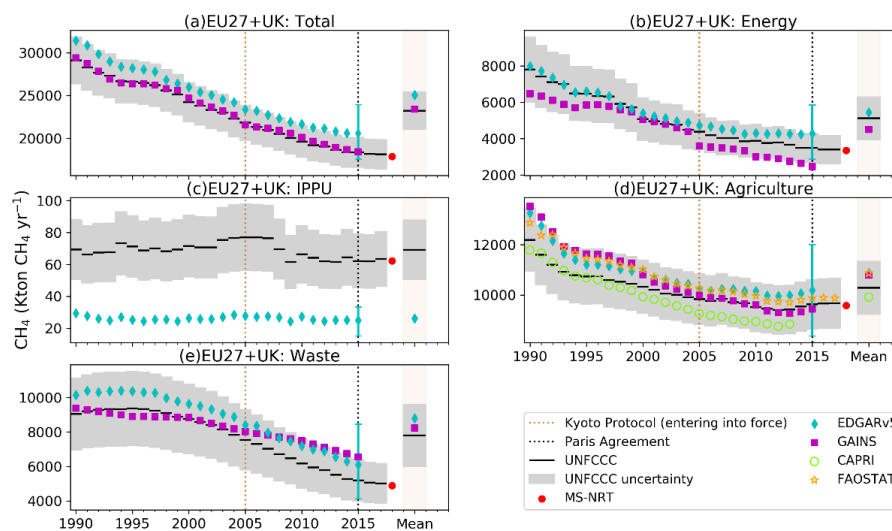 (a)EU27+UK: Total
30000
25000
20000
(b)EU27+UK: Energy
8000
6000
4000
2000
(c)EU27+UK: IPPU
100
80
60
40
20
CH4 (Kton CH4 yr−1)
(d)EU27+UK: Agriculture
12000
10000
1990 1995 2000 2005 2010 2015 Mean
(e)EU27+UK: Waste
10000
8000
6000
4000
1990 1995 2000 2005 2010 2015 Mean
Kyoto Protocol (entering into force)
Paris Agreement
UNFCCC
UNFCCC uncertainty
MS-NRT
EDGARv5
GAINS
CAPRI
FAOSTAT